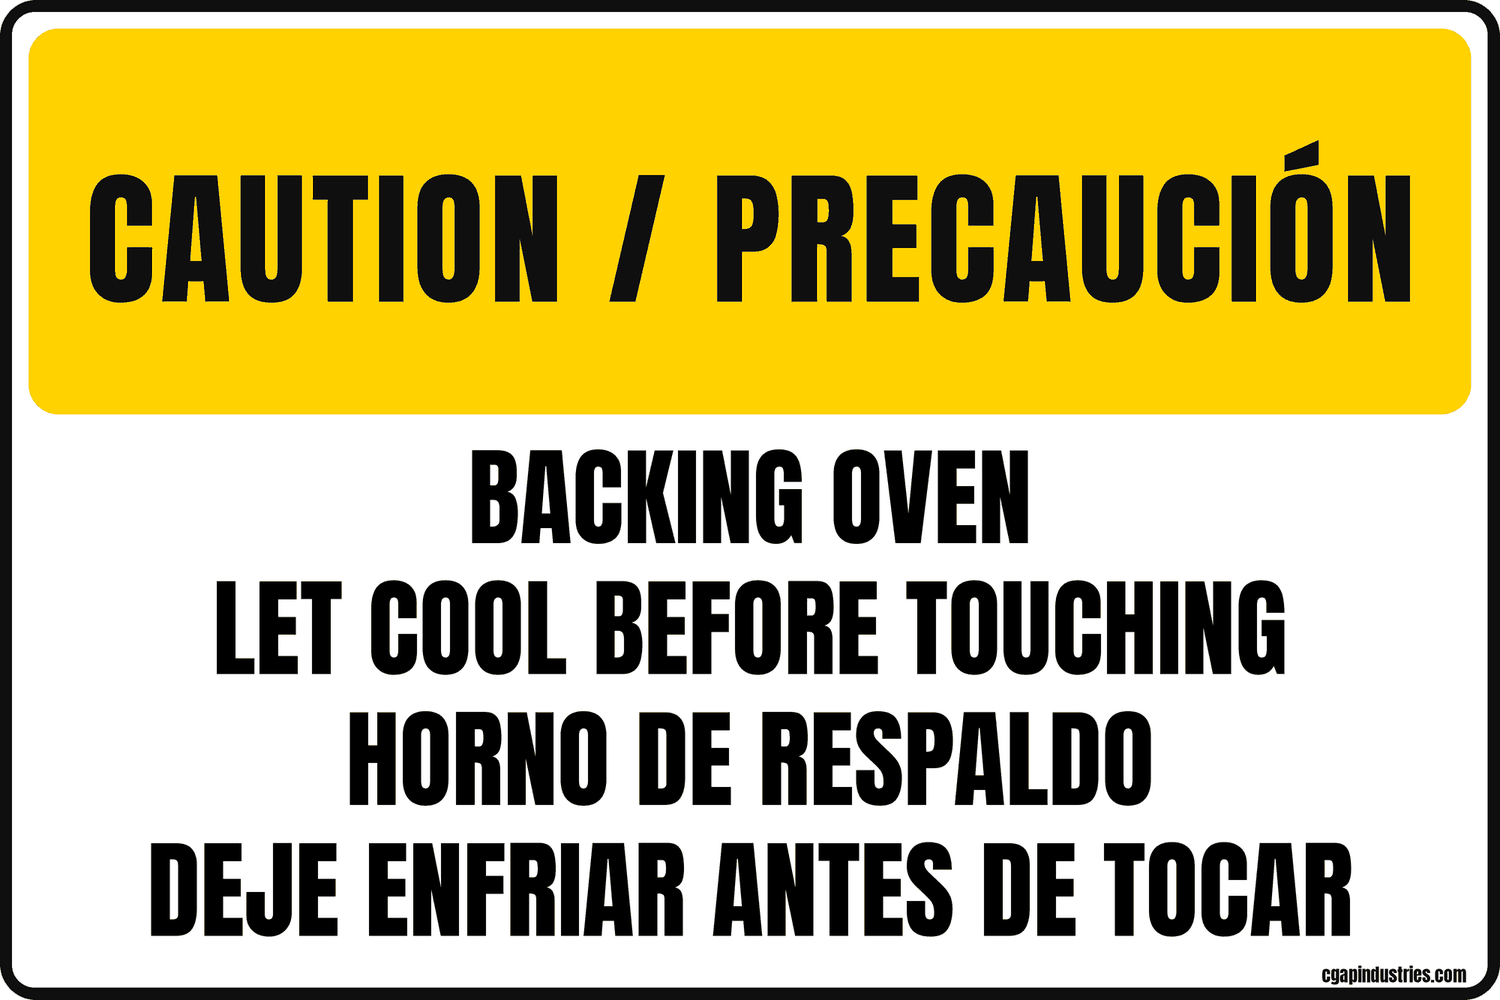 CAUTION / PRECAUCIÓN
BACKING OVEN
LET COOL BEFORE TOUCHING
HORNO DE RESPALDO
DEJE ENFRIAR ANTES DE TOCAR
cgapindustries.com